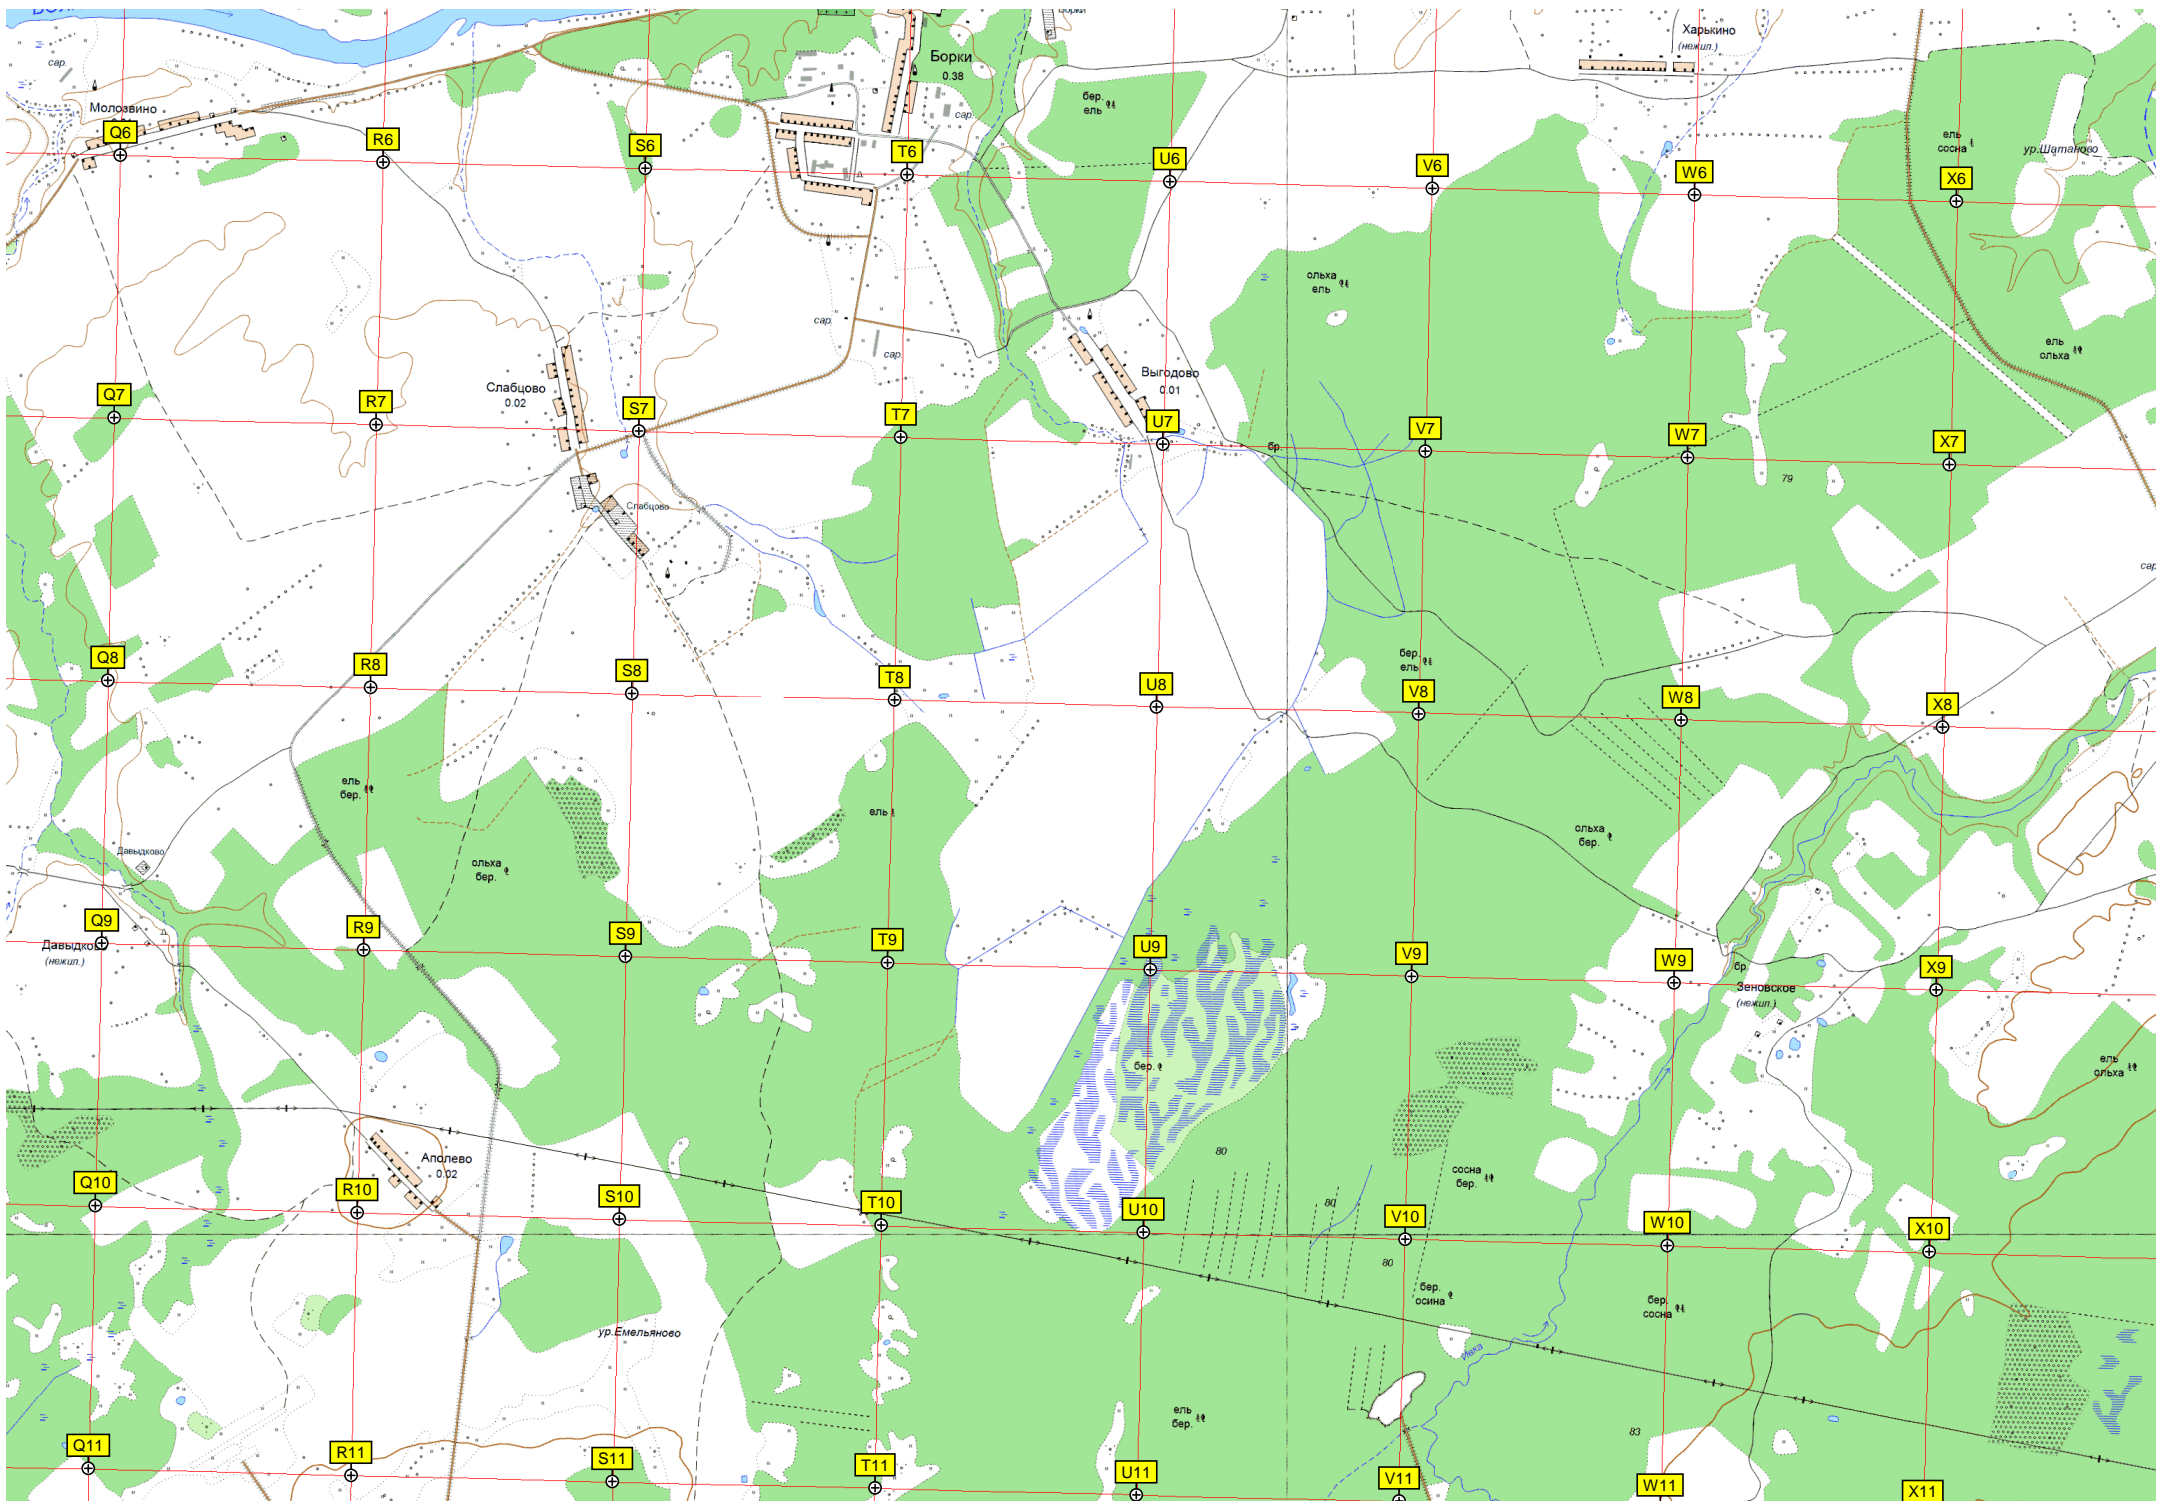 Борки
Борки
0.38
Харькино
(нежил.)
сар.
бер.
ель
Молозвино
сар.
ель
сосна
ур.Шатаново
Q6
R6
S6
T6
U6
V6
W6
X6
ольха
ель
сар.
сар.
ель
ольха
Слабцово
0.02
Выгодово
0.01
Q7
R7
S7
T7
U7
V7
W7
X7
бр.
79
Слабцово
сар
Q8
R8
S8
T8
U8
бер.
ель
V8
W8
X8
ель
бер.
ель
ольха
бер.
Давыдково
ольха
бер.
Q9
R9
S9
T9
U9
V9
W9
X9
Давыдково
(нежил.)
бр.
Зеновское
(нежил.)
бер.
ель
ольха
Аполево
0.02
80
сосна
бер.
80
Q10
R10
S10
T10
U10
V10
W10
X10
80
бер.
осина
бер.
сосна
ур.Емельяново
Ивха
ель
бер.
83
Q11
R11
S11
T11
U11
V11
W11
X11